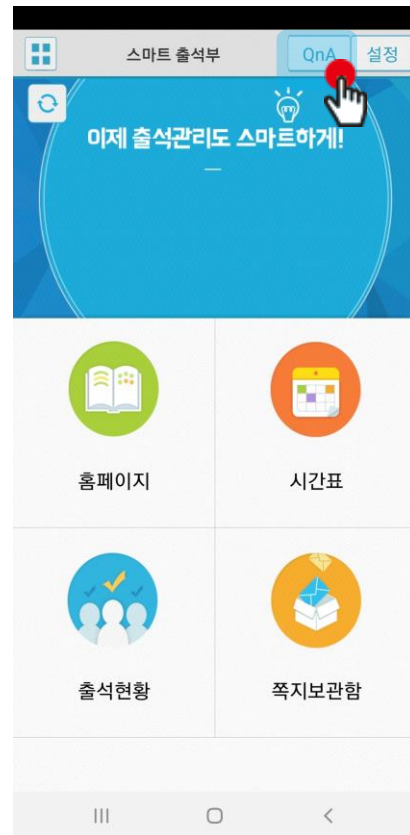 스마트 출석부
QnA
설정
이제 출석관리도 스마트하게!
홈페이지
시간표
출석현황
쪽지보관함